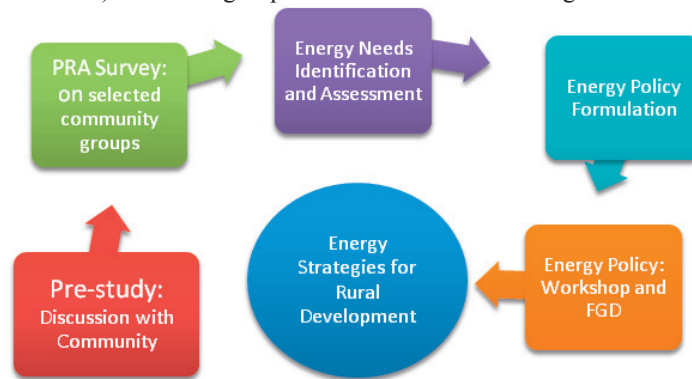 PRA Survey:
on selected
community
groups
Energy Needs
Identification
and Assessment
Energy Policy
Formulation
Energy Policy:
Workshop and
FGD
Energy
Strategies for
Rural
Development
Pre-study:
Discussion with
Community